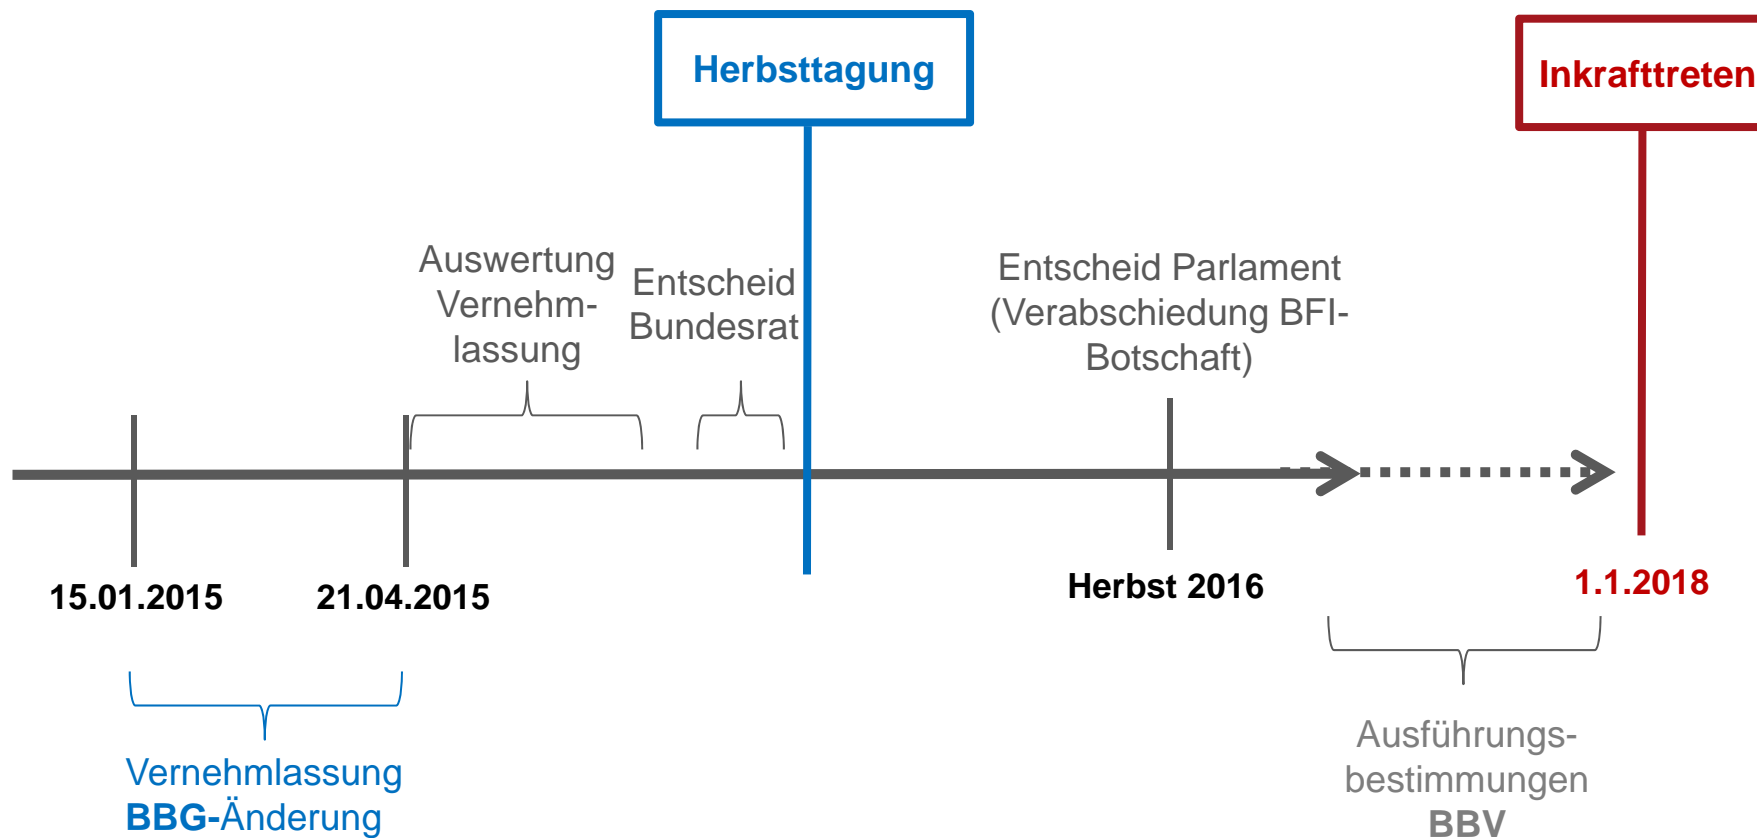 Herbsttagung
Inkrafttreten
Auswertung
Vernehm-
lassung
Entscheid
Bundesrat
Entscheid Parlament
(Verabschiedung BFI-
Botschaft)
15.01.2015
21.04.2015
Herbst 2016
1.1.2018
Vernehmlassung
BBG-Änderung
Ausführungs-
bestimmungen
BBV